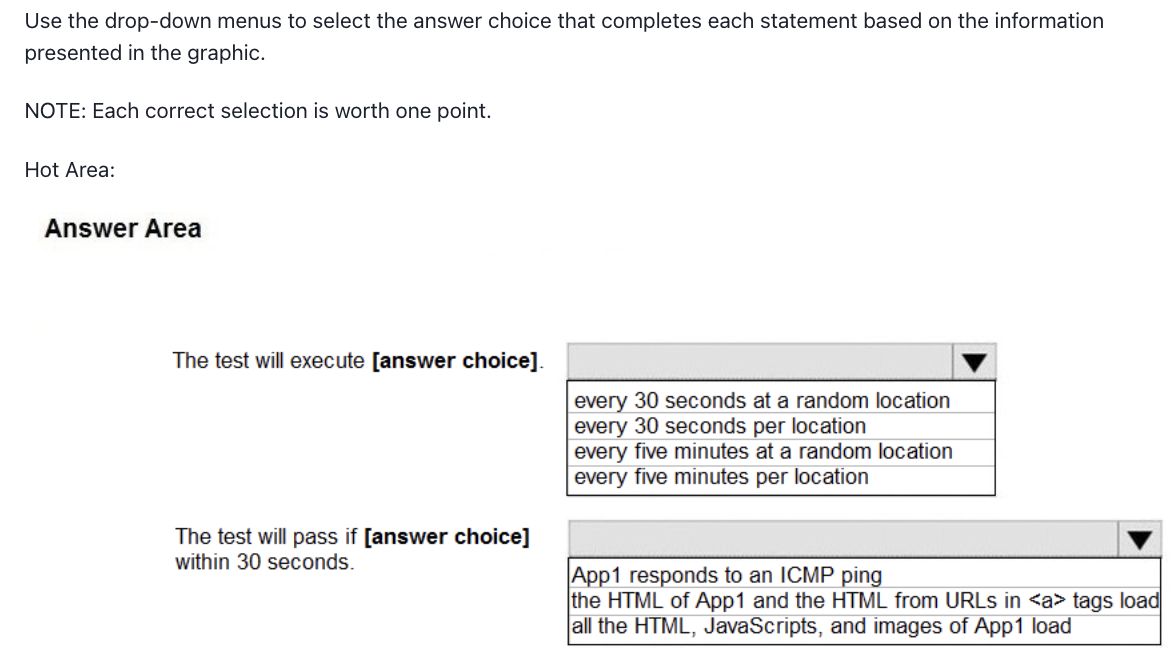 Use the drop-down menus to select the answer choice that completes each statement based on the information
presented in the graphic.
NOTE: Each correct selection is worth one point.
Hot Area:
Answer Area
The test will execute [answer choice].
every 30 seconds at a random location
every 30 seconds per location
every five minutes at a random location
every five minutes per location
The test will pass if [answer choice]
within 30 seconds.
App1 responds to an ICMP ping
the HTML of App1 and the HTML from URLs in <a> tags load
all the HTML, JavaScripts, and images of App1 load